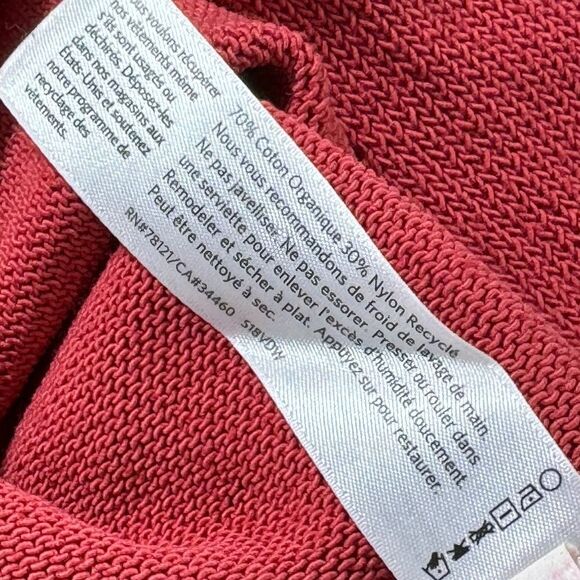 nous voulons récupérer
nos vêtements même
s'ils sont usagés ou
déchirés. Déposez-les
dans nos magasins aux
États-Unis et soutenez
notre programme de
recyclage des
vêtements.
70% Coton Organique 30% Nylon Recyclé
Nous vous recommandons de froid de lavage de main
Ne pas javelliser. Ne pas essorer. Presser ou rouler dans
une serviette pour enlever l'excès d'humidité doucement
Remodeler et sécher à plat. Appuyez sur pour restaurer.
Peut être nettoyé à sec.
RN#78121/CA#34460 518VDW